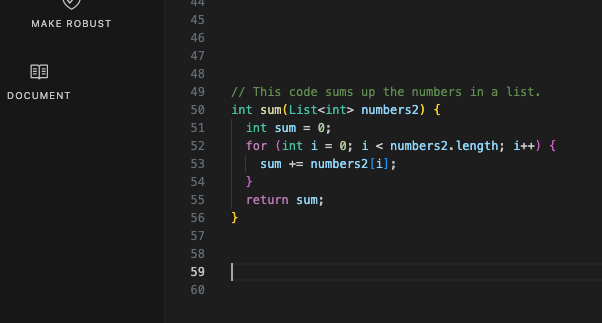 MAKE ROBUST
DOCUMENT
44
45
46
47
48
49 // This code sums up the numbers in a list.
50 int sum(List<int> numbers2) {
51 int sum = 0;
52 for (int i = 0; i < numbers2.length; i++) {
53 sum += numbers2[i];
54 }
55 return sum;
56 }
57
58
59
60